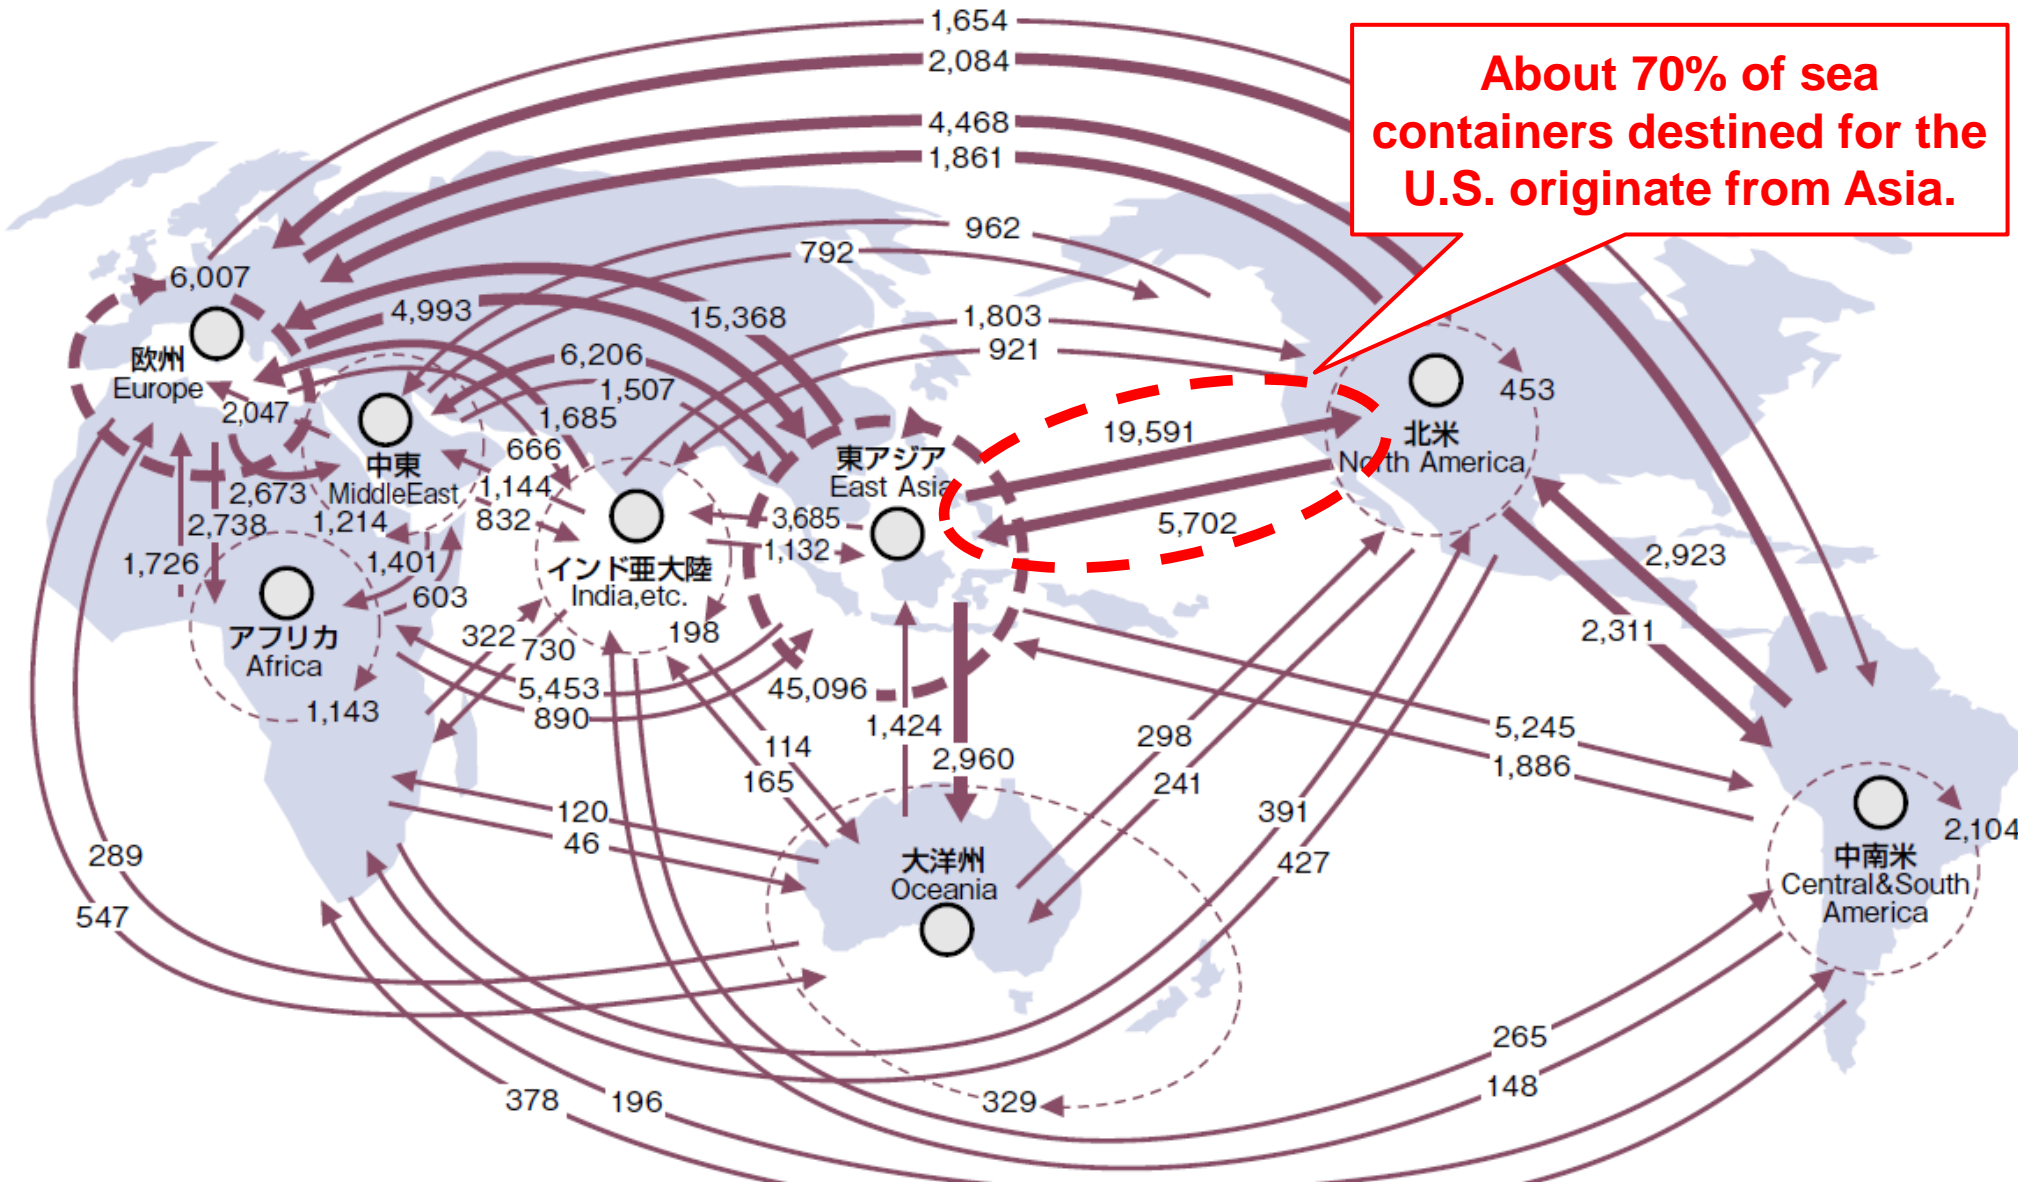 1,654
2,084
4,468
1,861
About 70% of sea
containers destined for the
U.S. originate from Asia.
962
792
6,007
4,993
15,368
1,803
921
欧州
Europe
6,206
1,507
2,047
1,685
453
19,591
北米
North America
中東
MiddleEast
666
1,144
832
東アジア
East Asia
2,673
2,738
1,214
3,685
1,132
5,702
1,726
1,401
603
インド亜大陸
India,etc.
2,923
2,311
アフリカ
Africa
322
730
198
5,453
890
45,096
1,143
1,424
2,960
114
165
298
241
5,245
1,886
120
46
391
427
大洋州
Oceania
2,104
中南米
Central&South
America
289
547
265
148
378
196
329